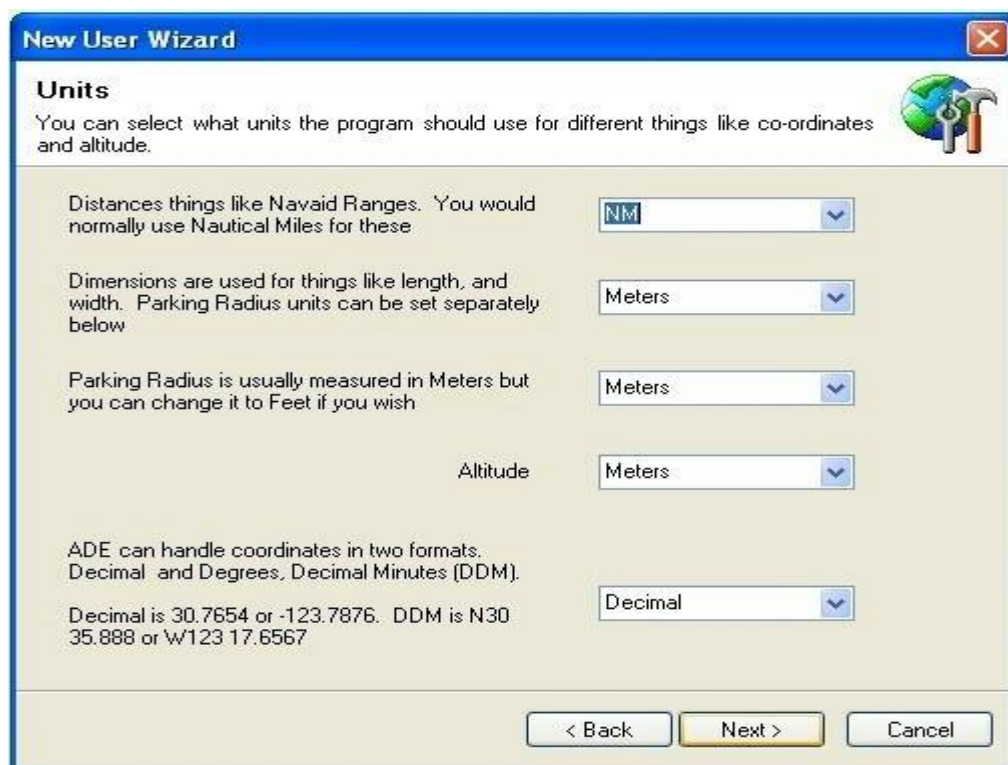 New User Wizard
Units
You can select what units the program should use for different things like co-ordinates
and altitude.
Distances things like Navaid Ranges. You would
normally use Nautical Miles for these
NM
Dimensions are used for things like length, and
width. Parking Radius units can be set separately
below
Meters
Parking Radius is usually measured in Meters but
you can change it to Feet if you wish
Meters
Altitude
Meters
ADE can handle coordinates in two formats.
Decimal and Degrees, Decimal Minutes (DDM).
Decimal is 30.7654 or -123.7876. DDM is N30
35.888 or W123 17.6567
Decimal
< Back
Next >
Cancel